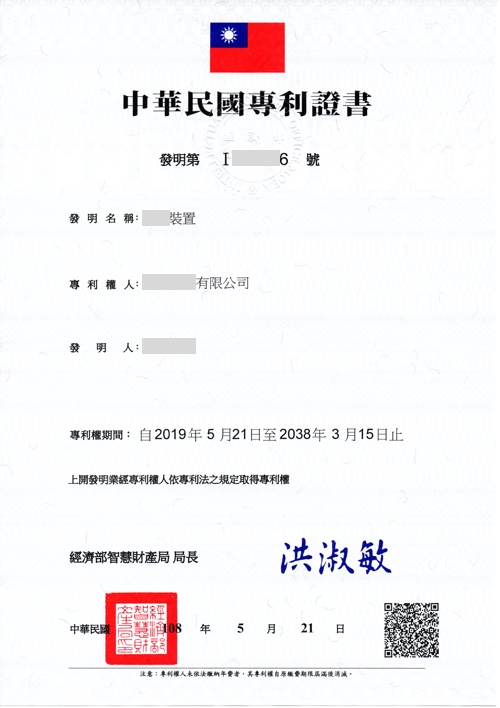 中華民國專利證書
發明第 I 6 號
發明名稱: 裝置
專利權人: 有限公司
發明人:
專利權期間: 自2019年5月21日至2038年3月15日止
上開發明業經專利權人依專利法之規定取得專利權
經濟部智慧財產局 局長 洪淑敏
中華民國 108 年 5 月 21 日
注意:專利權人未依法繳納年費者,其專利權自原繳費期限屆滿後消滅。